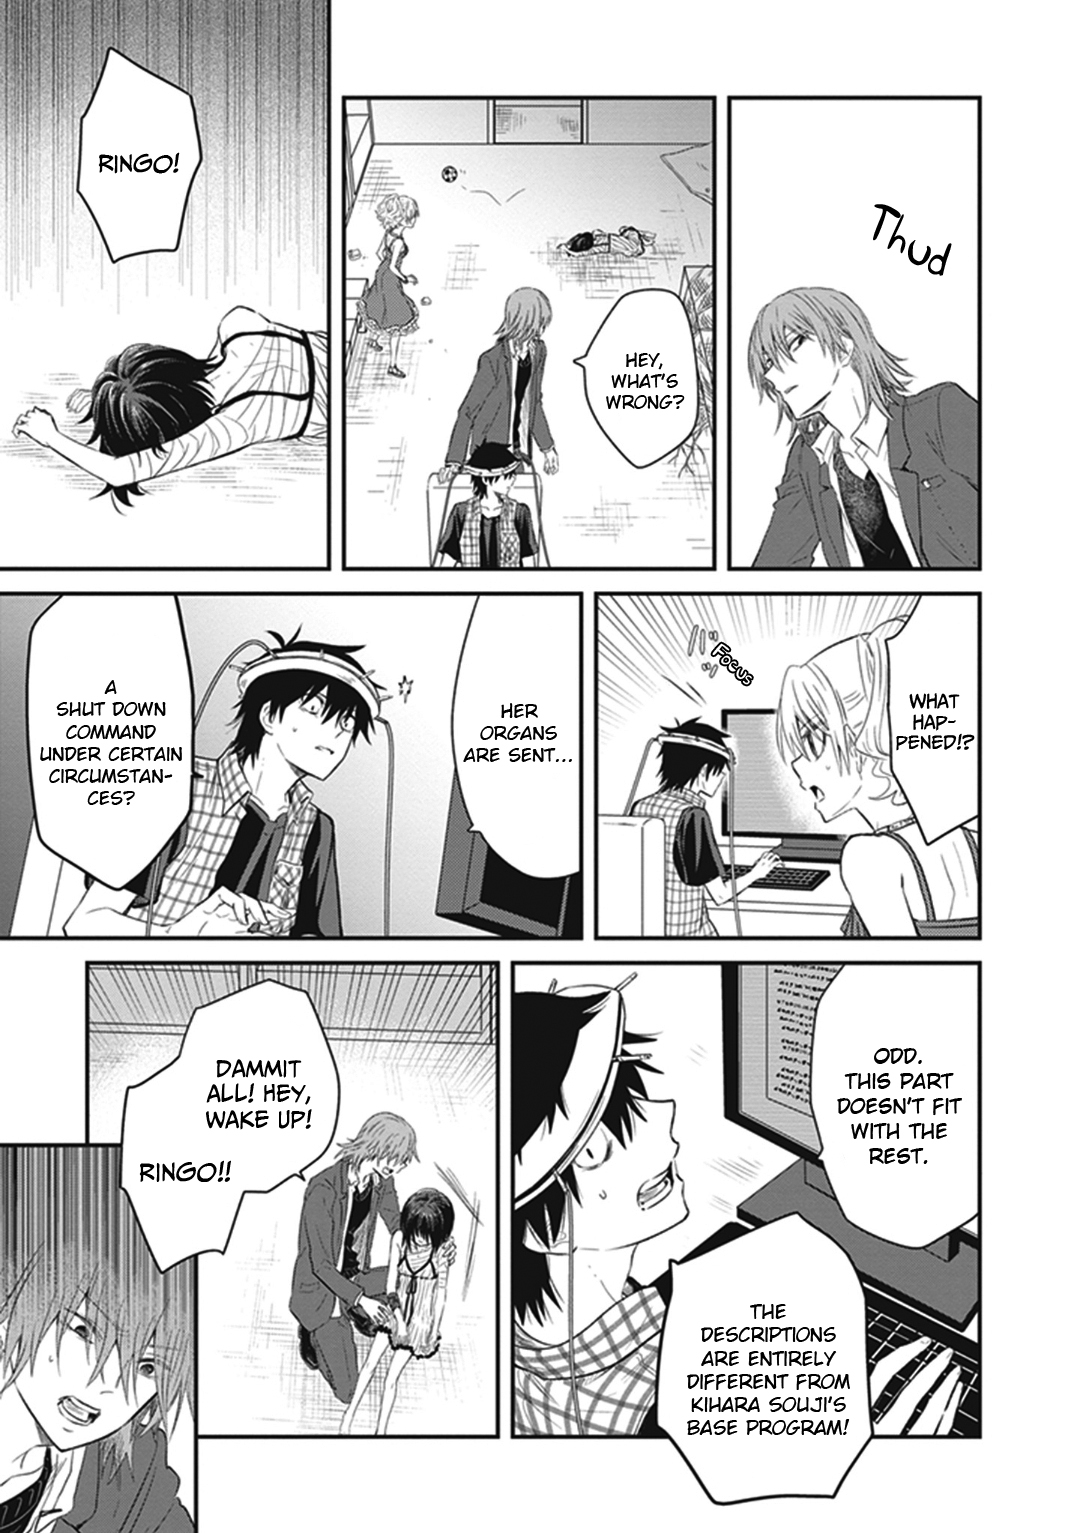 Thud
HEY,
WHAT'S
WRONG?
RINGO!
WHAT
HAP-
PENED!?
Focus
HER
ORGANS
ARE SENT...
A
SHUT DOWN
COMMAND
UNDER CERTAIN
CIRCUMSTAN-
CES?
ODD.
THIS PART
DOESN'T FIT
WITH THE
REST.
THE
DESCRIPTIONS
ARE ENTIRELY
DIFFERENT FROM
KIHARA SOUJI'S
BASE PROGRAM!
DAMMIT
ALL! HEY,
WAKE UP!
RINGO!!